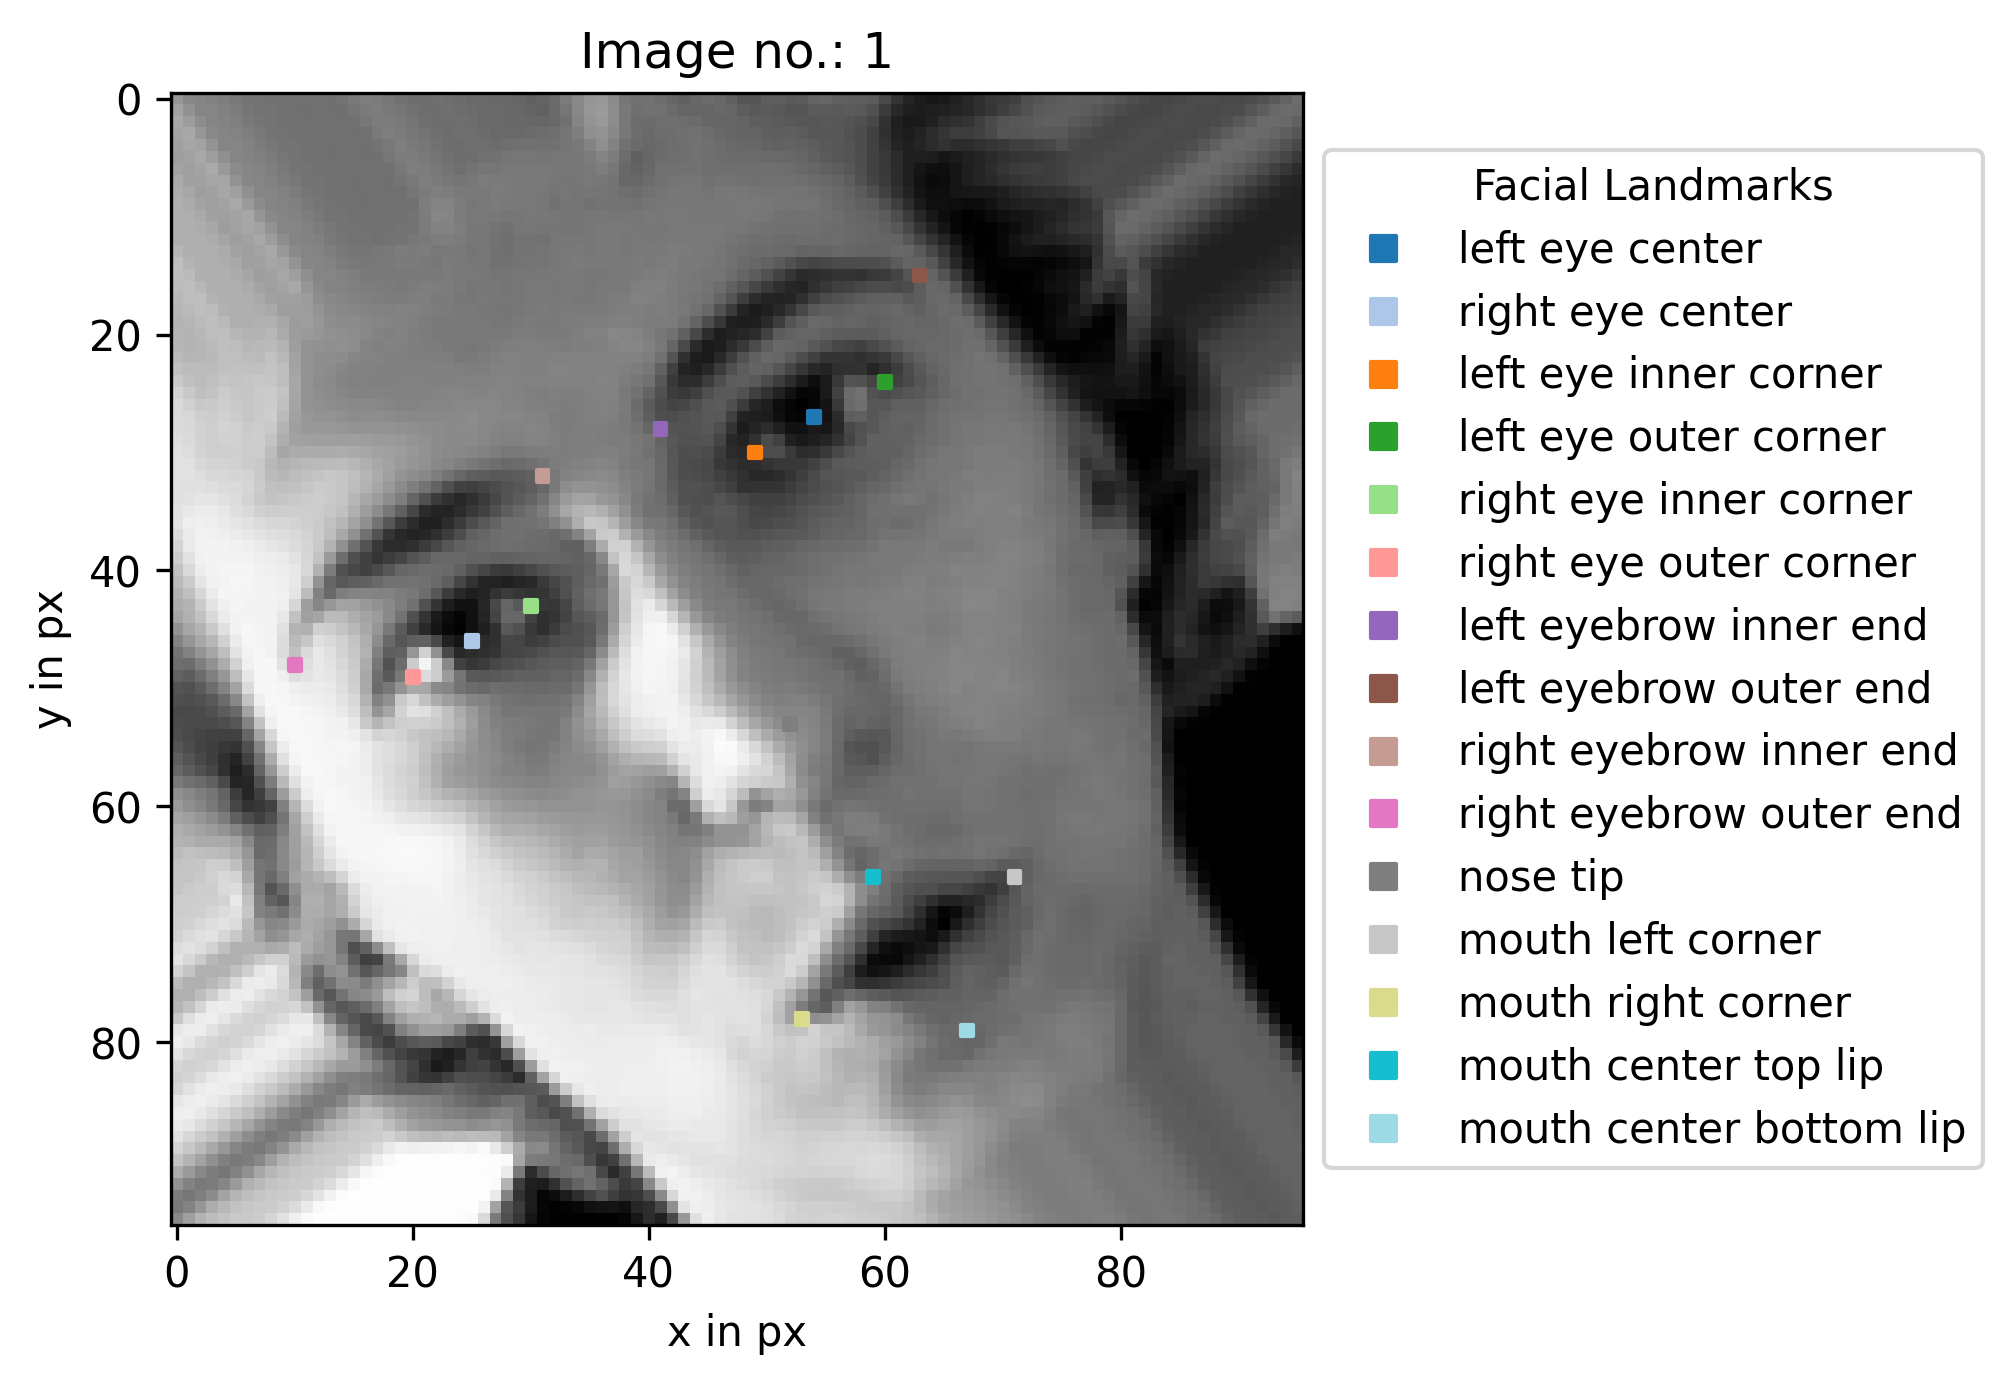 Image no.: 1
0
20
40
60
80
y in px
0 20 40 60 80
x in px
Facial Landmarks
left eye center
right eye center
left eye inner corner
left eye outer corner
right eye inner corner
right eye outer corner
left eyebrow inner end
left eyebrow outer end
right eyebrow inner end
right eyebrow outer end
nose tip
mouth left corner
mouth right corner
mouth center top lip
mouth center bottom lip